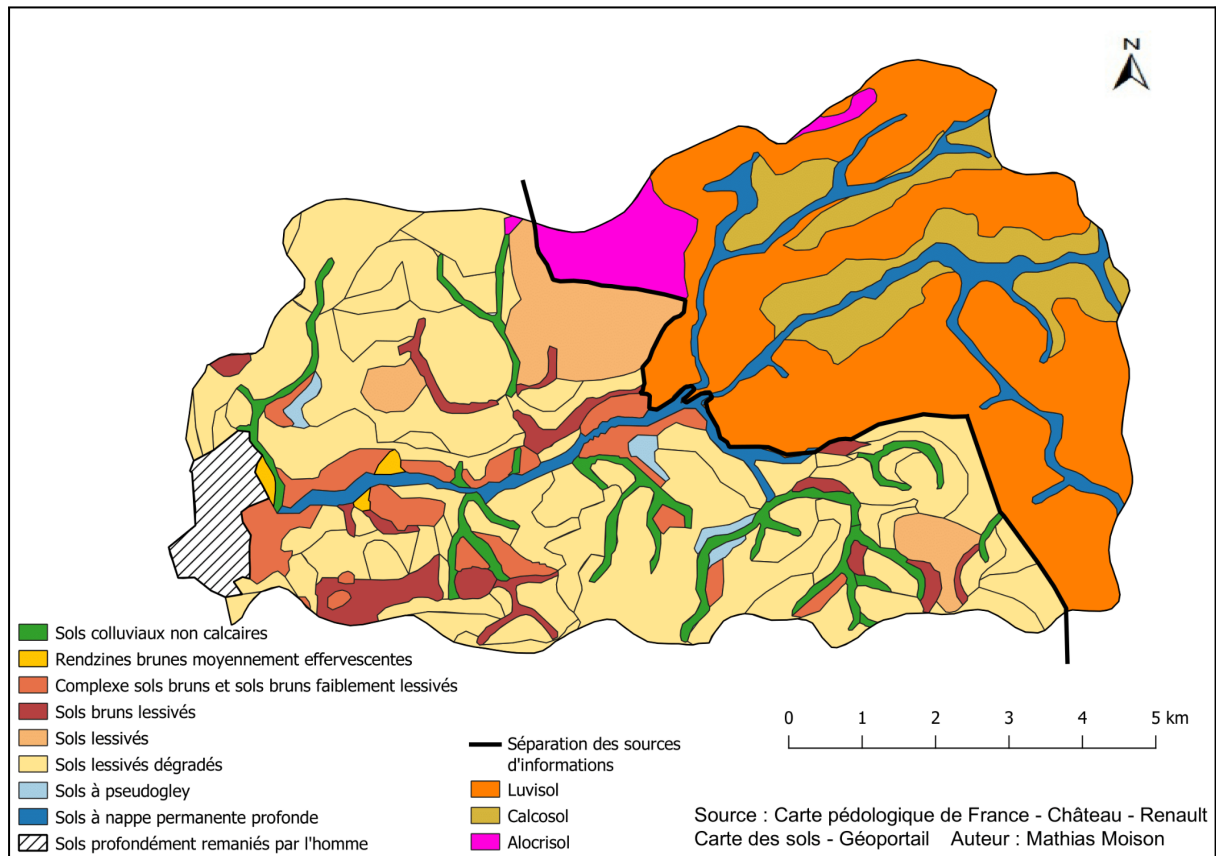 N
Sols colluviaux non calcaires
Rendzines brunes moyennement effervescentes
Complexe sols bruns et sols bruns faiblement lessivés
Sols bruns lessivés
Sols lessivés
Sols lessivés dégradés
Sols à pseudogley
Sols à nappe permanente profonde
Sols profondément remaniés par l'homme
Séparation des sources
d'informations
Luvisol
Calcosol
Alocrisol
0 1 2 3 4 5 km
Source : Carte pédologique de France - Château - Renault
Carte des sols - Géoportail Auteur : Mathias Moison